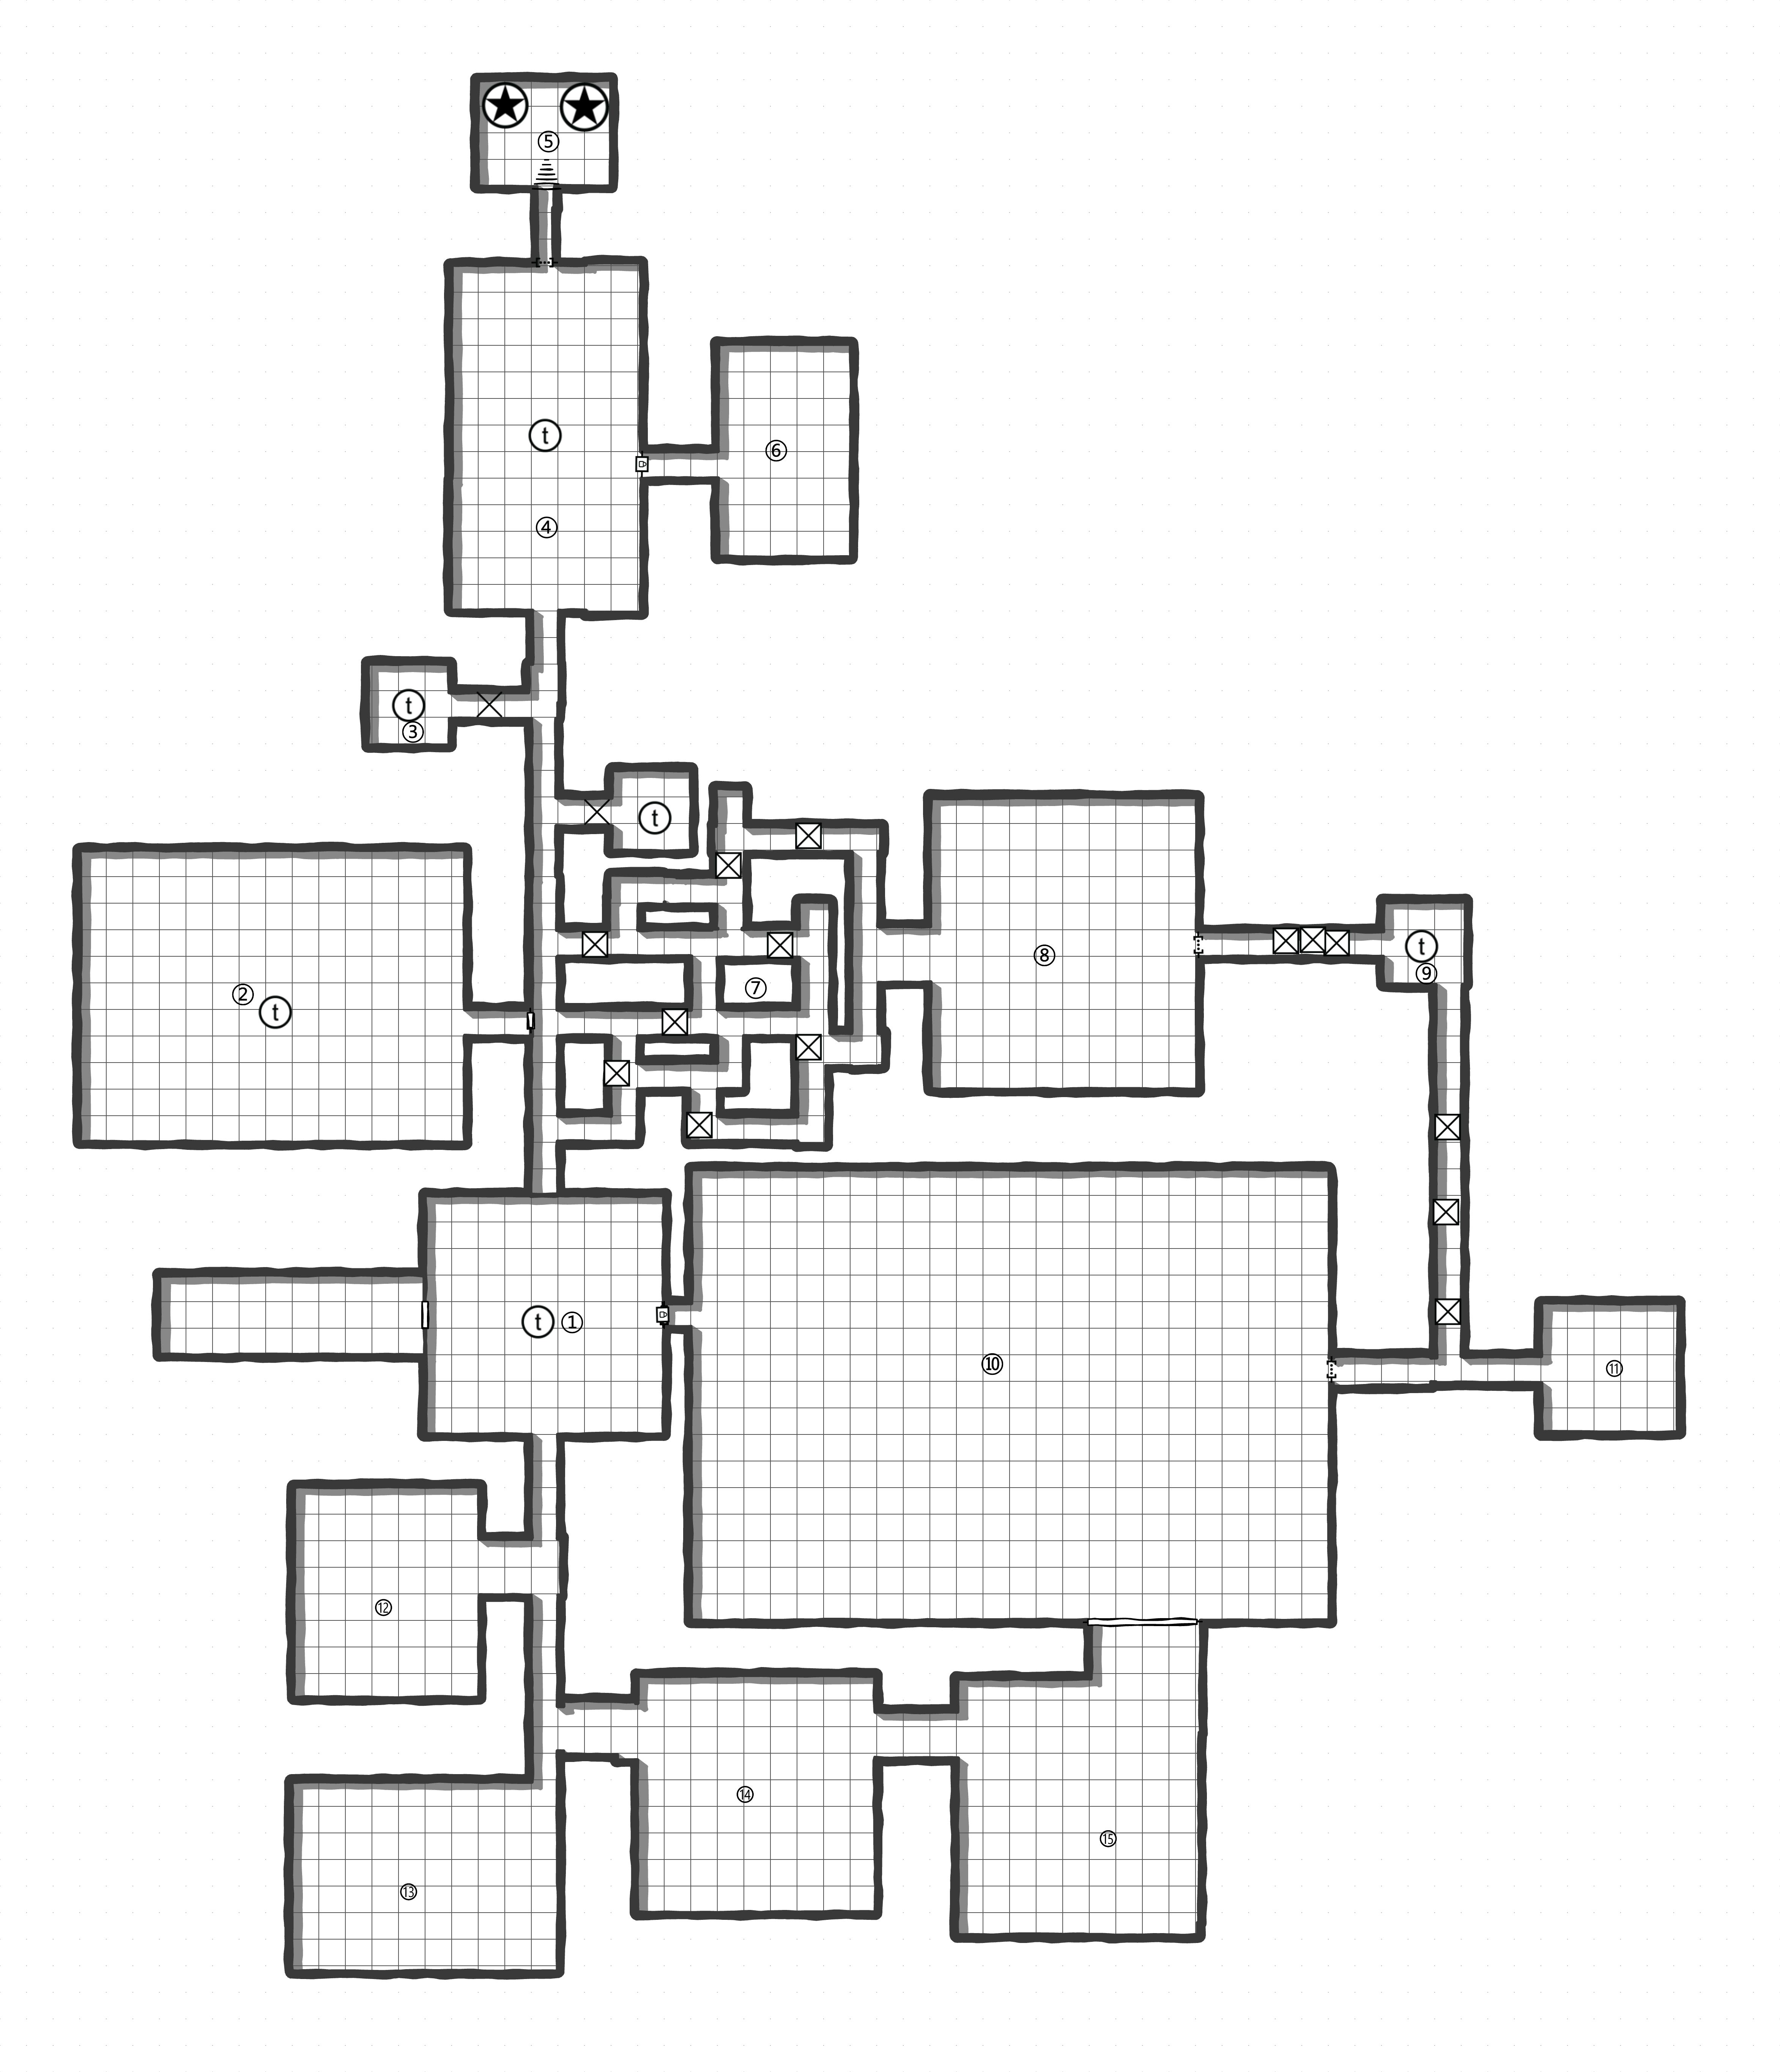 ⑤
t
⑥
④
t
③
t
②
t
⑦
⑧
t
⑨
t
①
⑩
⑪
⑫
⑭
⑮
⑬